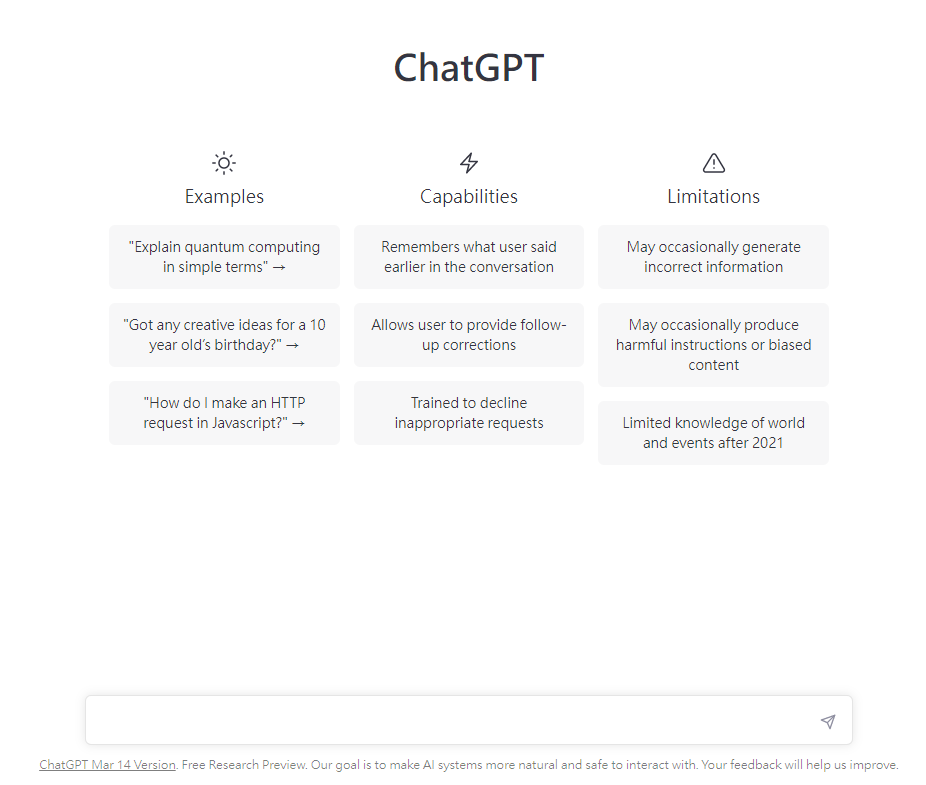 ChatGPT
Examples
"Explain quantum computing
in simple terms" →
"Got any creative ideas for a 10
year old’s birthday?" →
"How do I make an HTTP
request in Javascript?" →
Capabilities
Remembers what user said
earlier in the conversation
Allows user to provide follow-
up corrections
Trained to decline
inappropriate requests
Limitations
May occasionally generate
incorrect information
May occasionally produce
harmful instructions or biased
content
Limited knowledge of world
and events after 2021
ChatGPT Mar 14 Version. Free Research Preview. Our goal is to make AI systems more natural and safe to interact with. Your feedback will help us improve.